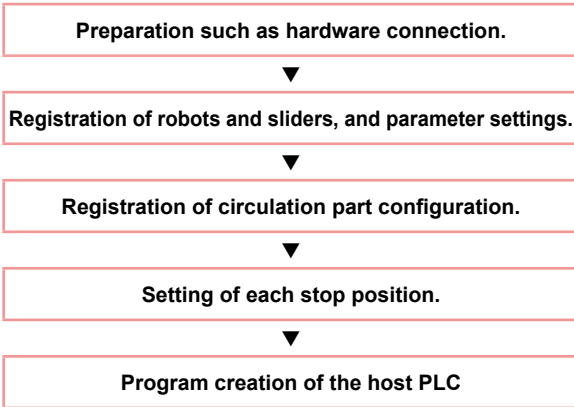 Preparation such as hardware connection.
Registration of robots and sliders, and parameter settings.
Registration of circulation part configuration.
Setting of each stop position.
Program creation of the host PLC